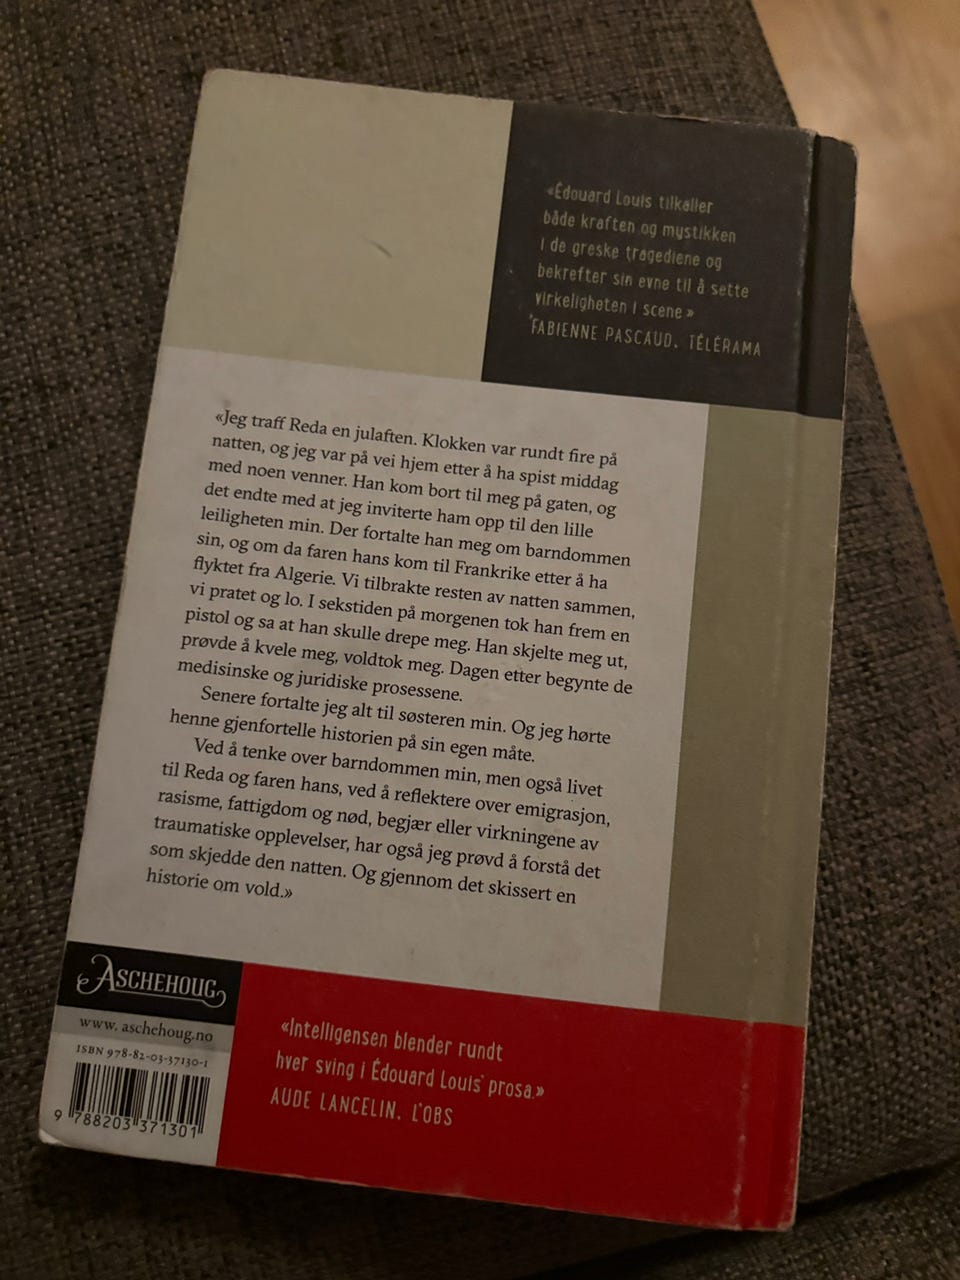 «Édouard Louis tilkaller
både kraften og mystikken
i de greske tragediene og
bekrefter sin evne til å sette
virkeligheten i scene»
FABIENNE PASCAUD, TÉLÉRAMA
«Jeg traff Reda en julaften. Klokken var rundt fire på
natten, og jeg var på vei hjem etter å ha spist middag
med noen venner. Han kom bort til meg på gaten, og
det endte med at jeg inviterte ham opp til den lille
leiligheten min. Der fortalte han meg om barndommen
sin, og om da faren hans kom til Frankrike etter å ha
flyktet fra Algerie. Vi tilbrakte resten av natten sammen,
vi pratet og lo. I sekstiden på morgenen tok han frem en
pistol og sa at han skulle drepe meg. Han skjelte meg ut,
prøvde å kvele meg, voldtok meg. Dagen etter begynte de
medisinske og juridiske prosessene.
Senere fortalte jeg alt til søsteren min. Og jeg hørte
henne gjenfortelle historien på sin egen måte.
Ved å tenke over barndommen min, men også livet
til Reda og faren hans, ved å reflektere over emigrasjon,
rasisme, fattigdom og nød, begjær eller virkningene av
traumatiske opplevelser, har også jeg prøvd å forstå det
som skjedde den natten. Og gjennom det skissert en
historie om vold.»
ASCHEHOUG
www.aschehoug.no
ISBN 978-82-03-37130-1
9 788203 371301
«Intelligensen blender rundt
hver sving i Édouard Louis' prosa.»
AUDE LANCELIN, L'OBS